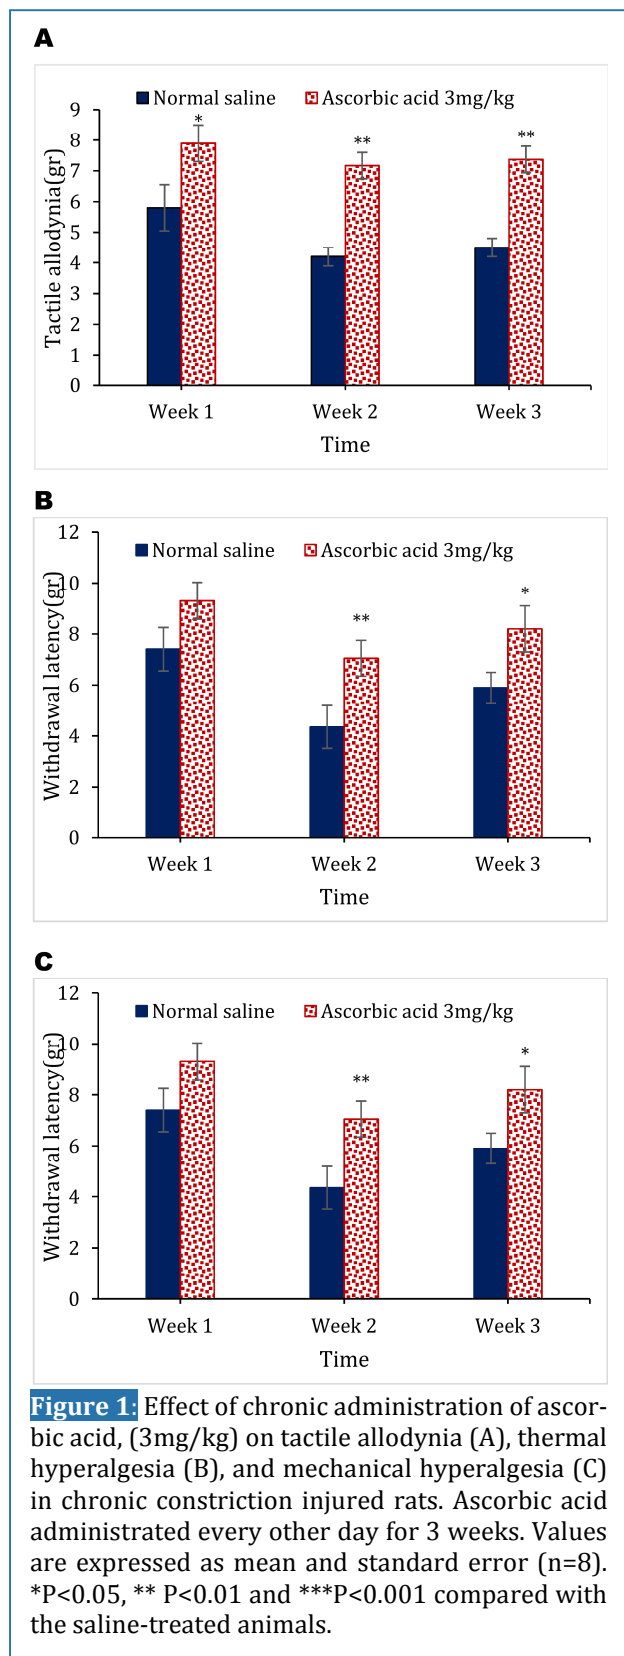 A
Normal saline Ascorbic acid 3mg/kg
Tactile allodynia(gr)
9
8
7
6
5
4
3
2
1
0
*
**
**
Week 1 Week 2 Week 3
Time
B
Normal saline Ascorbic acid 3mg/kg
Withdrawal latency(gr)
12
10
8
6
4
2
0
**
*
Week 1 Week 2 Week 3
Time
C
Normal saline Ascorbic acid 3mg/kg
Withdrawal latency(gr)
12
10
8
6
4
2
0
**
*
Week 1 Week 2 Week 3
Time
Figure 1: Effect of chronic administration of ascor-
bic acid, (3mg/kg) on tactile allodynia (A), thermal
hyperalgesia (B), and mechanical hyperalgesia (C)
in chronic constriction injured rats. Ascorbic acid
administrated every other day for 3 weeks. Values
are expressed as mean and standard error (n=8).
*P<0.05, ** P<0.01 and ***P<0.001 compared with
the saline-treated animals.